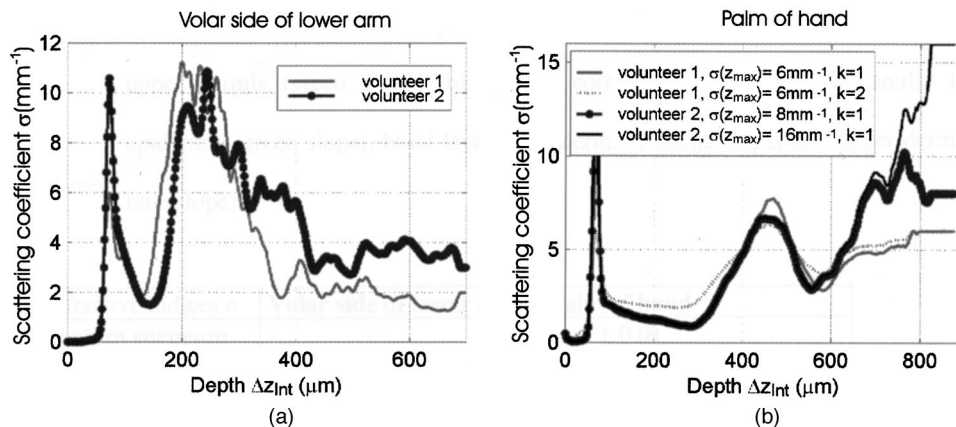 Volar side of lower arm
Scattering coefficient σ(mm⁻¹)
12
10
8
6
4
2
0
volunteer 1
volunteer 2
0 200 400 600
Depth Δz_Int (μm)
(a)
Palm of hand
Scattering coefficient σ(mm⁻¹)
15
10
5
0
volunteer 1, σ(z_max)= 6mm⁻¹, k=1
volunteer 1, σ(z_max)= 6mm⁻¹, k=2
volunteer 2, σ(z_max)= 8mm⁻¹, k=1
volunteer 2, σ(z_max)= 16mm⁻¹, k=1
0 200 400 600 800
Depth Δz_Int (μm)
(b)